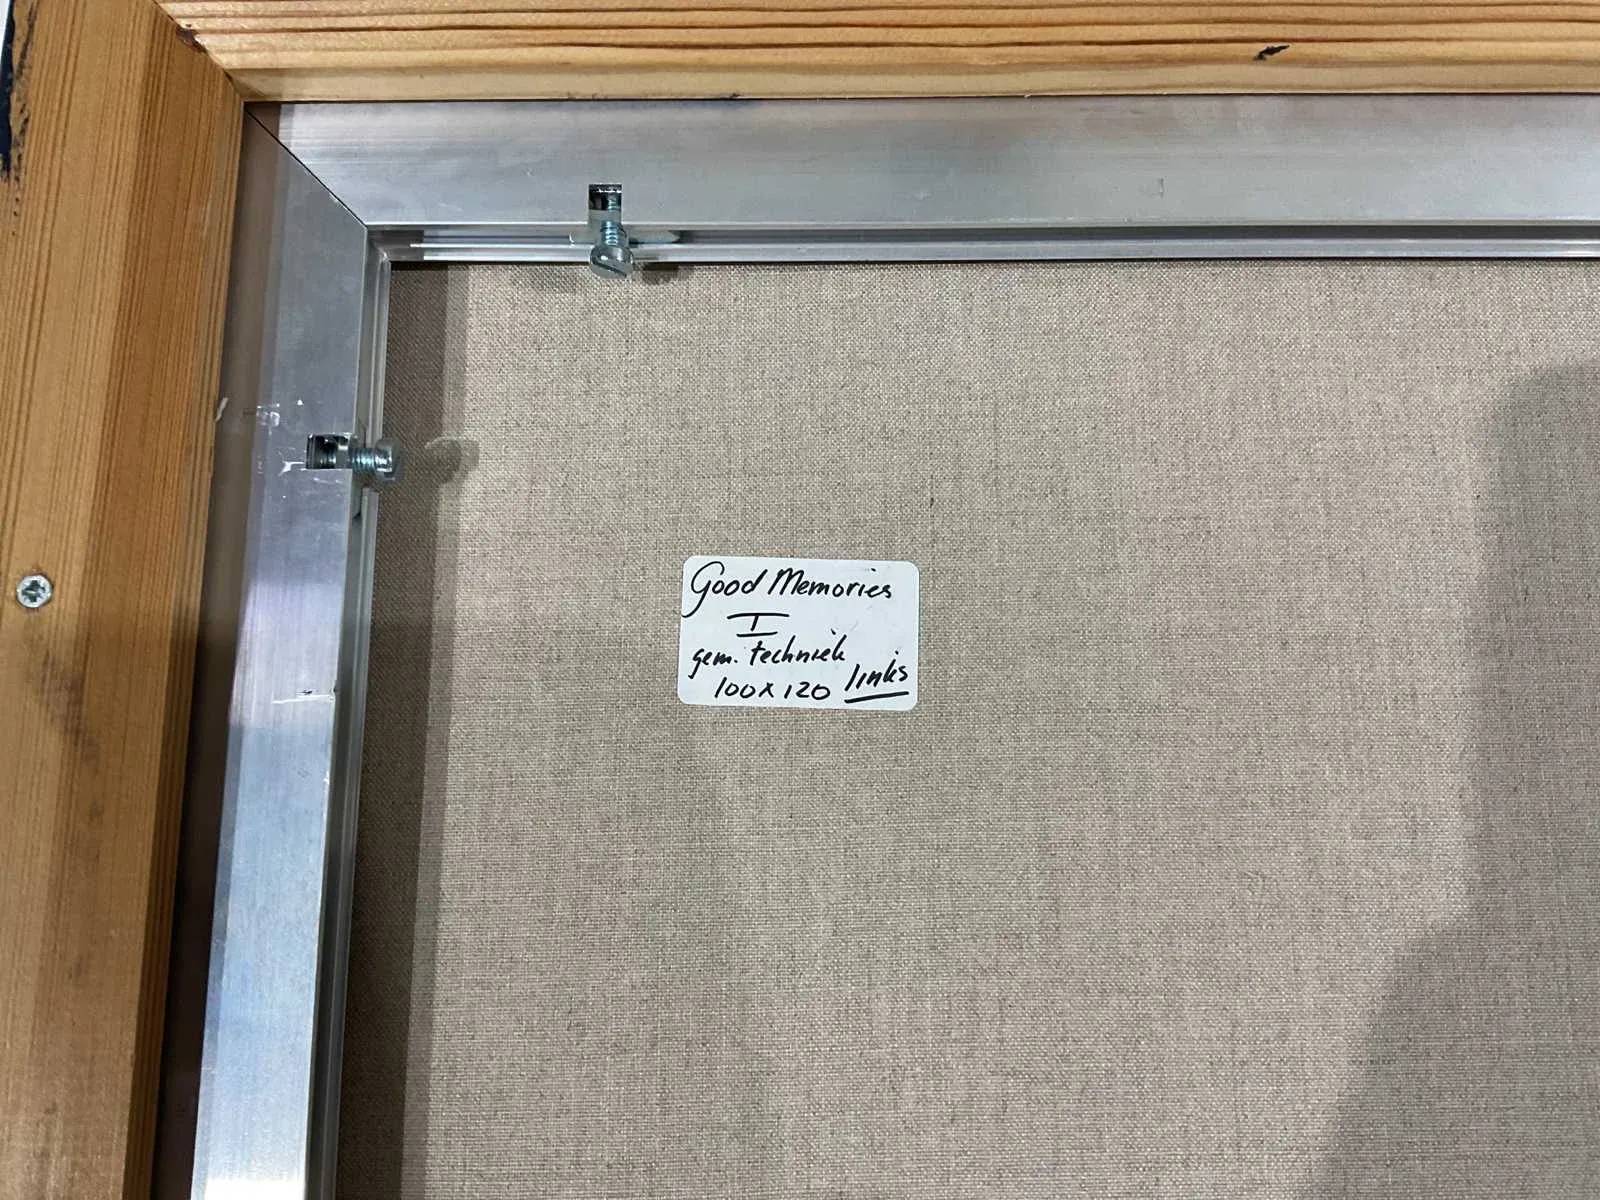 Good Memories
I
gem. techniek
100x120 links